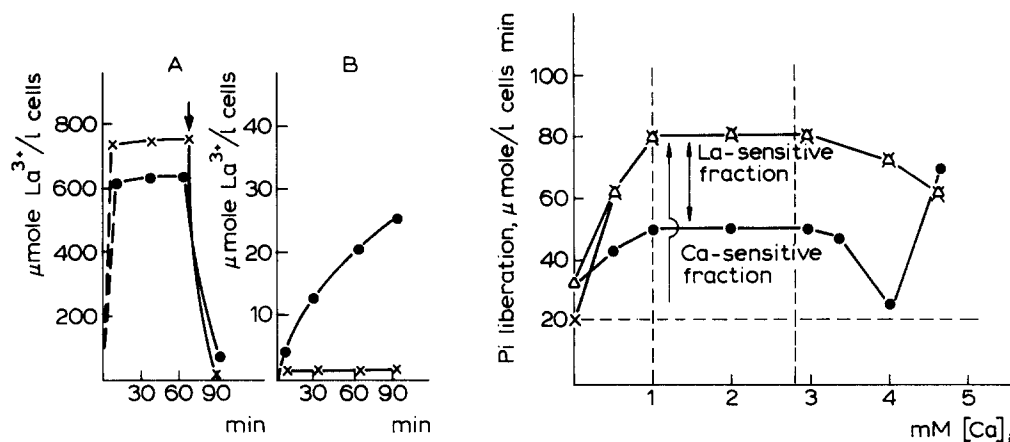 A
B
µmole La³⁺/l cells
800
600
400
200
30 60 90
min
µmole La³⁺/l cells
40
30
20
10
30 60 90
min
Pi liberation, µmole/l cells min
100
80
60
40
20
La-sensitive
fraction
Ca-sensitive
fraction
1 2 3 4 5
mM [Ca]ᵢ